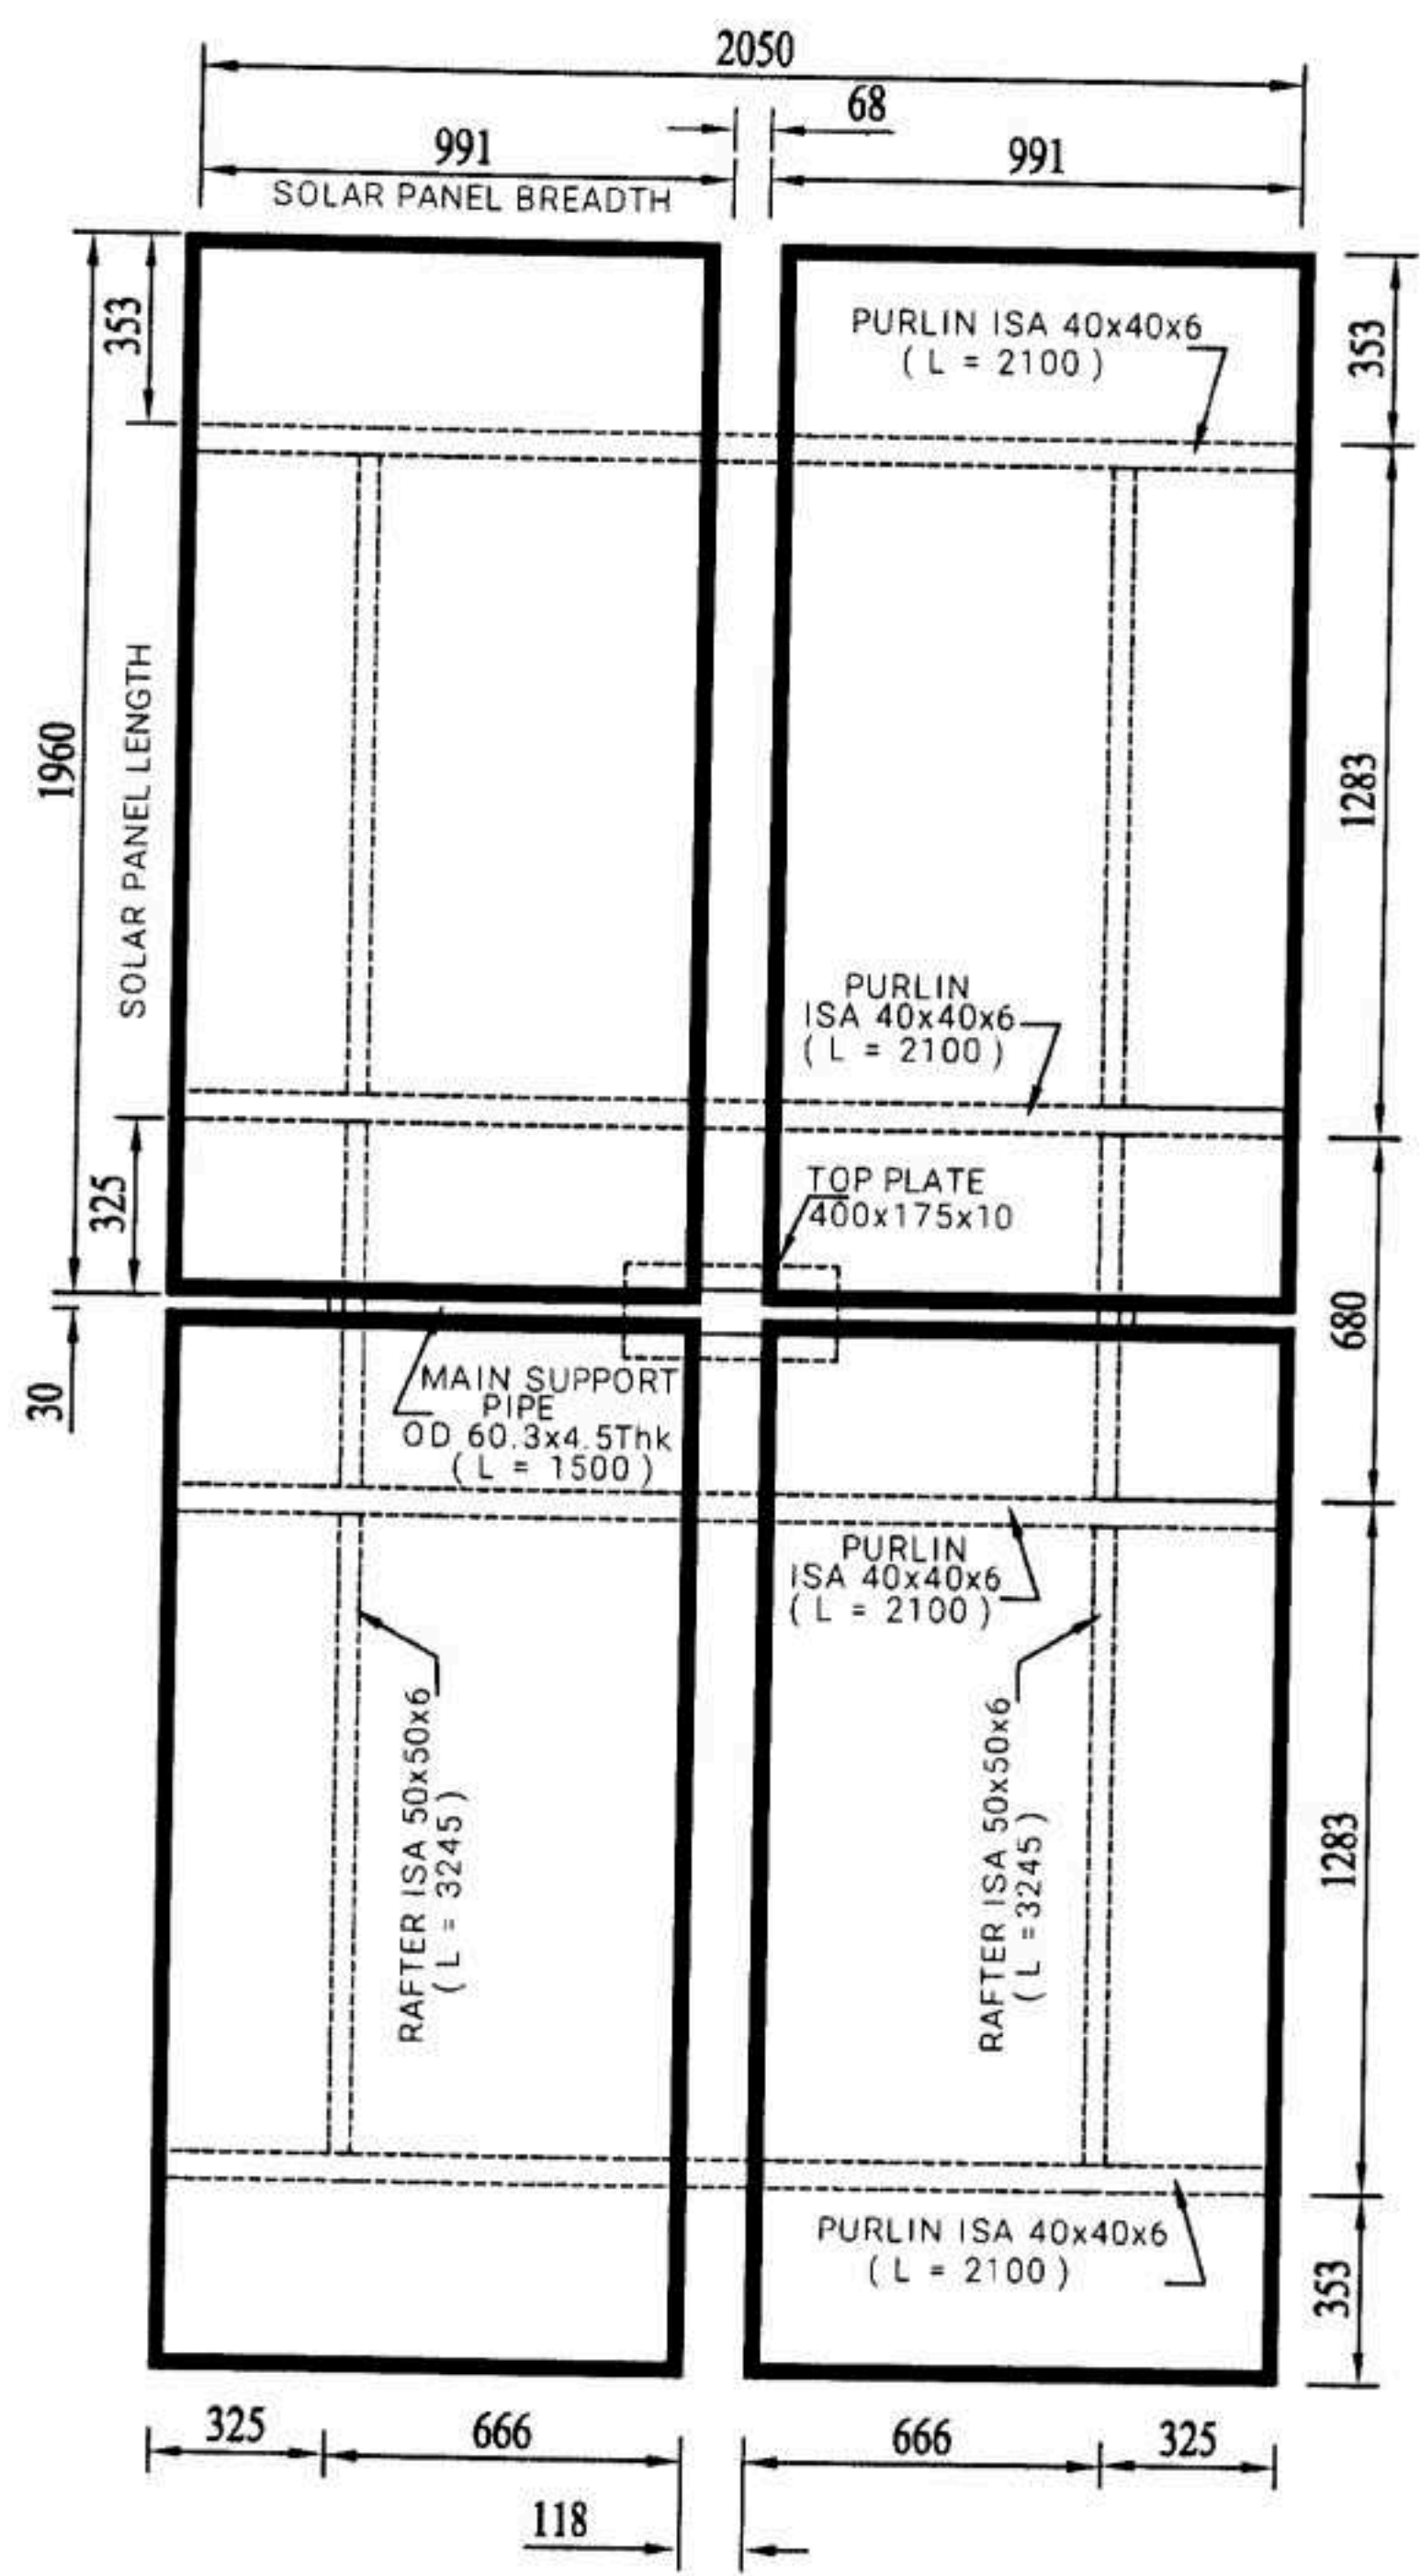 2050
68
991
991
SOLAR PANEL BREADTH
353
353
PURLIN ISA 40x40x6
( L = 2100 )
1960
SOLAR PANEL LENGTH
1283
PURLIN
ISA 40x40x6
( L = 2100 )
325
TOP PLATE
400x175x10
680
30
MAIN SUPPORT
PIPE
OD 60.3x4.5Thk
( L = 1500 )
PURLIN
ISA 40x40x6
( L = 2100 )
RAFTER ISA 50x50x6
( L = 3245 )
RAFTER ISA 50x50x6
( L =3245 )
1283
PURLIN ISA 40x40x6
( L = 2100 )
353
325
666
666
325
118